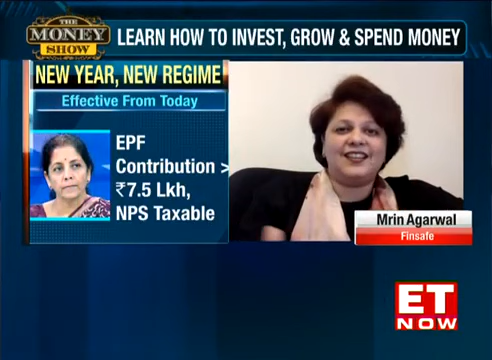 THE
MONEY
SHOW
LEARN HOW TO INVEST, GROW & SPEND MONEY
NEW YEAR, NEW REGIME
Effective From Today
EPF
Contribution >
₹7.5 Lkh,
NPS Taxable
Mrin Agarwal
Finsafe
ET
NOW